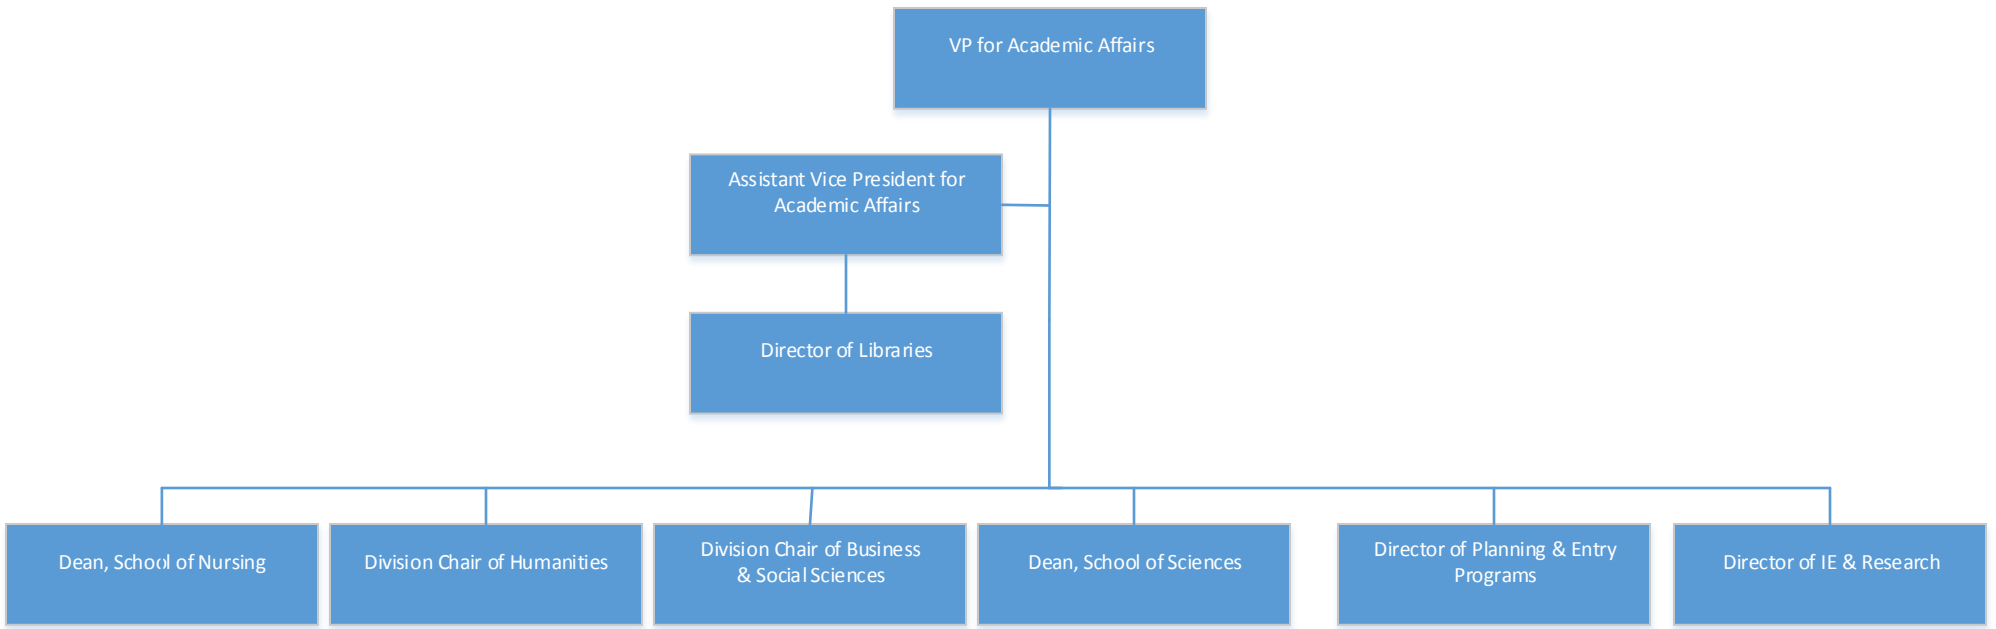 VP for Academic Affairs
Assistant Vice President for
Academic Affairs
Director of Libraries
Dean, School of Nursing
Division Chair of Humanities
Division Chair of Business
& Social Sciences
Dean, School of Sciences
Director of Planning & Entry
Programs
Director of IE & Research